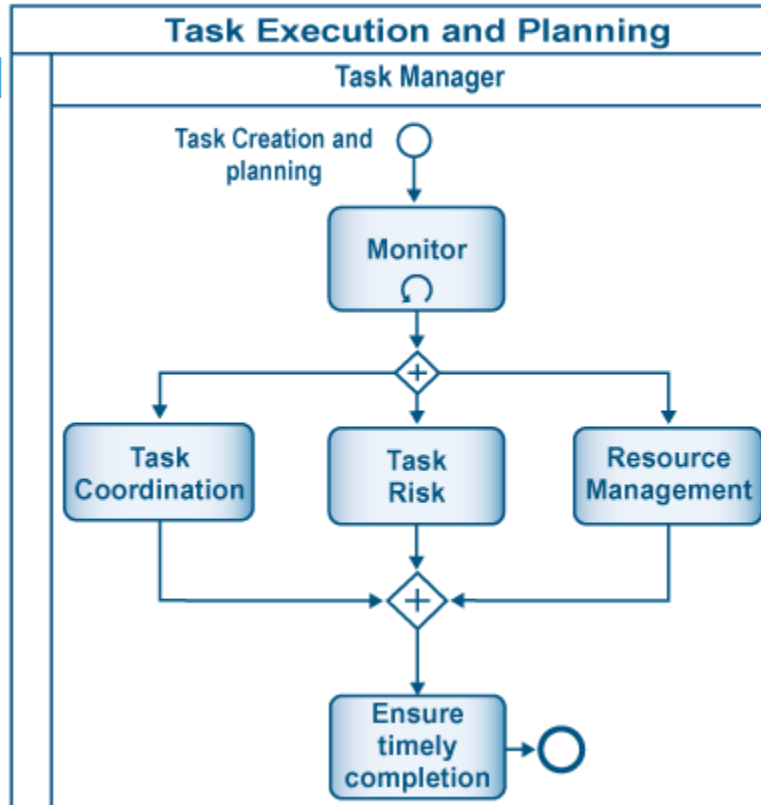 Task Execution and Planning
Task Manager
Task Creation and
planning
Monitor
Task
Coordination
Task
Risk
Resource
Management
Ensure
timely
completion